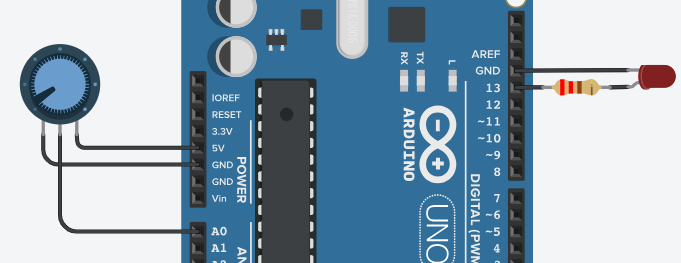 IOREF
RESET
3.3V
5V
GND
GND
Vin
POWER
A0
A1
RX
TX
L
ARDUINO
UNO
AREF
GND
13
12
~11
~10
~9
8
7
~6
~5
4
DIGITAL (PWM